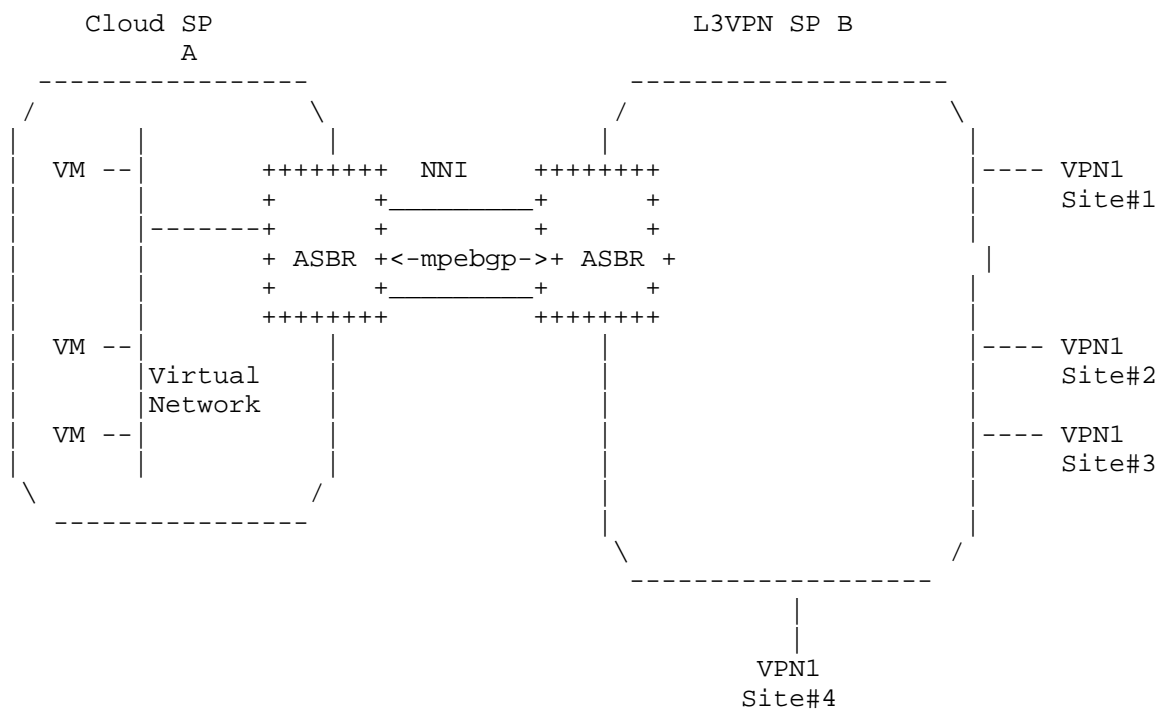 Cloud SP L3VPN SP B
A
VM -- NNI ---- VPN1
Site#1
ASBR <-mpebgp-> ASBR
VM -- ---- VPN1
Virtual Site#2
Network
VM -- ---- VPN1
Site#3
VPN1
Site#4